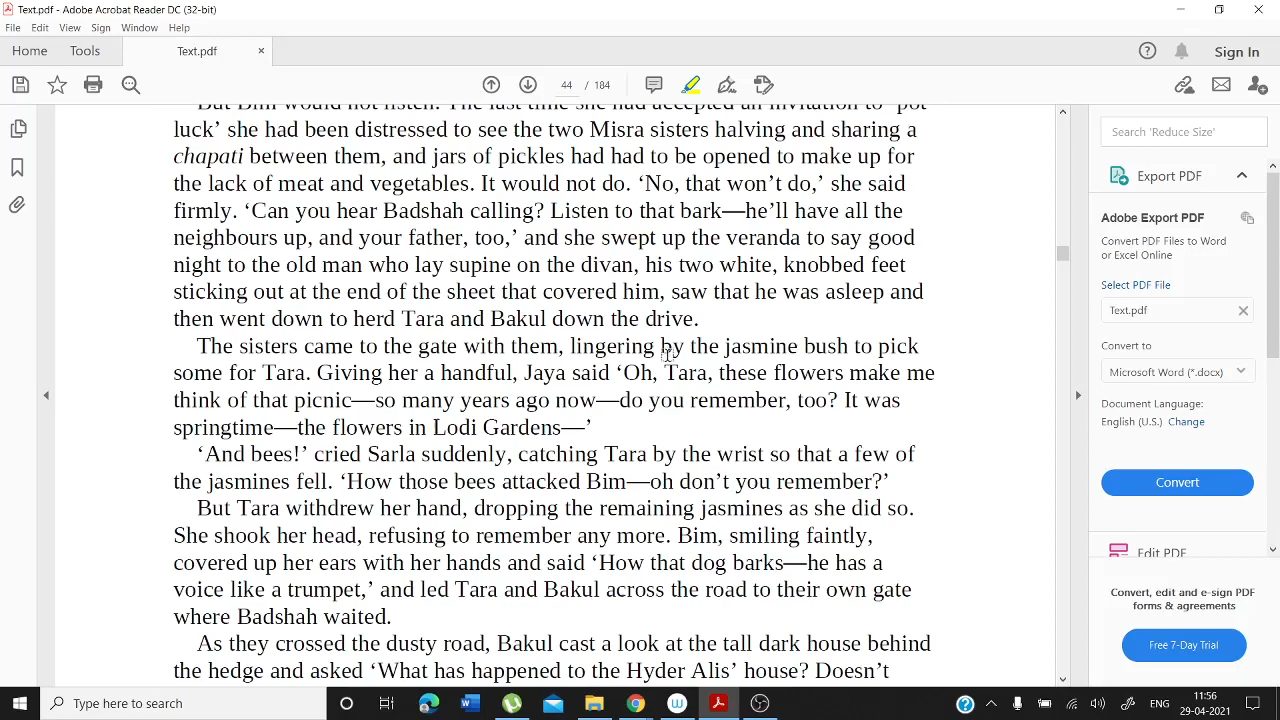 Text.pdf - Adobe Acrobat Reader DC (32-bit)
File Edit View Sign Window Help
Home Tools Text.pdf × Sign In
44 / 184
But Bim would not listen. The last time she had accepted an invitation to ‘pot
luck’ she had been distressed to see the two Misra sisters halving and sharing a
chapati between them, and jars of pickles had had to be opened to make up for
the lack of meat and vegetables. It would not do. ‘No, that won’t do,’ she said
firmly. ‘Can you hear Badshah calling? Listen to that bark—he’ll have all the
neighbours up, and your father, too,’ and she swept up the veranda to say good
night to the old man who lay supine on the divan, his two white, knobbed feet
sticking out at the end of the sheet that covered him, saw that he was asleep and
then went down to herd Tara and Bakul down the drive.
The sisters came to the gate with them, lingering by the jasmine bush to pick
some for Tara. Giving her a handful, Jaya said ‘Oh, Tara, these flowers make me
think of that picnic—so many years ago now—do you remember, too? It was
springtime—the flowers in Lodi Gardens—’
‘And bees!’ cried Sarla suddenly, catching Tara by the wrist so that a few of
the jasmines fell. ‘How those bees attacked Bim—oh don’t you remember?’
But Tara withdrew her hand, dropping the remaining jasmines as she did so.
She shook her head, refusing to remember any more. Bim, smiling faintly,
covered up her ears with her hands and said ‘How that dog barks—he has a
voice like a trumpet,’ and led Tara and Bakul across the road to their own gate
where Badshah waited.
As they crossed the dusty road, Bakul cast a look at the tall dark house behind
the hedge and asked ‘What has happened to the Hyder Alis’ house? Doesn’t
Search 'Reduce Size'
Export PDF
Adobe Export PDF
Convert PDF Files to Word
or Excel Online
Select PDF File
Text.pdf
Convert to
Microsoft Word (*.docx)
Document Language:
English (U.S.) Change
Convert
Edit PDF
Convert, edit and e-sign PDF
forms & agreements
Free 7-Day Trial
Type here to search
ENG
11:56
29-04-2021